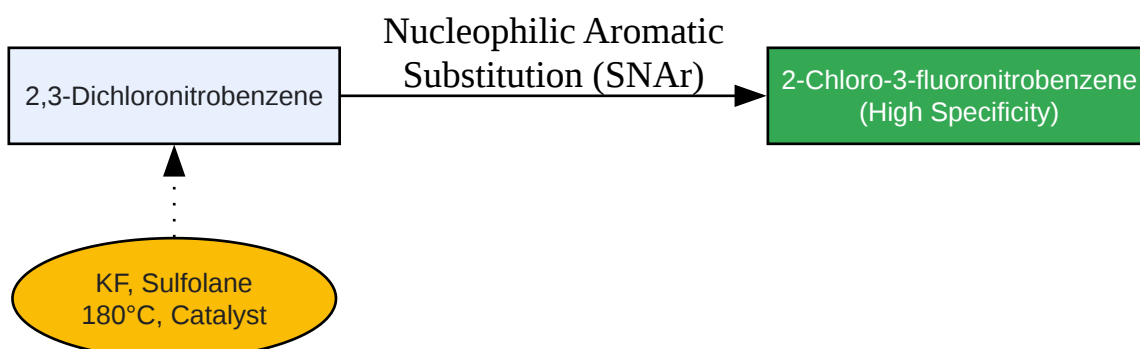 Nucleophilic Aromatic
Substitution (SNAr)
2,3-Dichloronitrobenzene
2-Chloro-3-fluoronitrobenzene
(High Specificity)
KF, Sulfolane
180°C, Catalyst